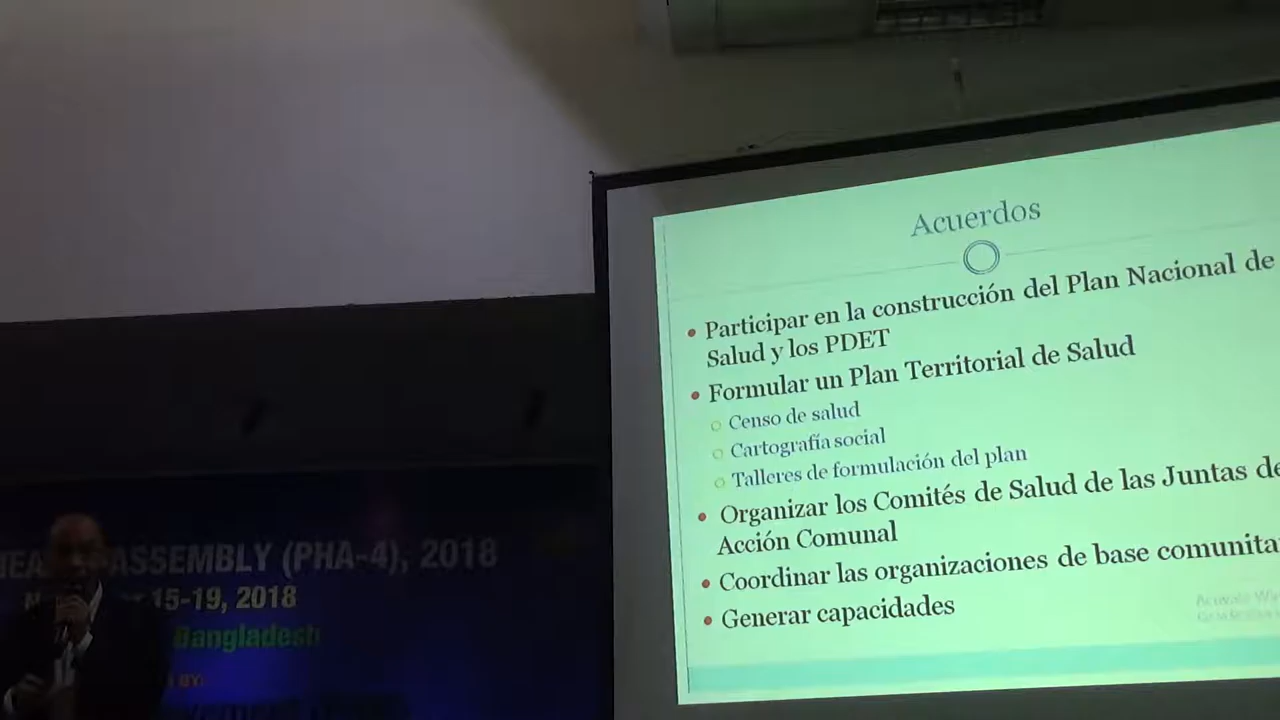 Acuerdos
• Participar en la construcción del Plan Nacional de
Salud y los PDET
• Formular un Plan Territorial de Salud
○ Censo de salud
○ Cartografía social
○ Talleres de formulación del plan
• Organizar los Comités de Salud de las Juntas de
Acción Comunal
• Coordinar las organizaciones de base comunita
• Generar capacidades
ASSEMBLY (PHA-4), 2018
15-19, 2018
Bangladesh